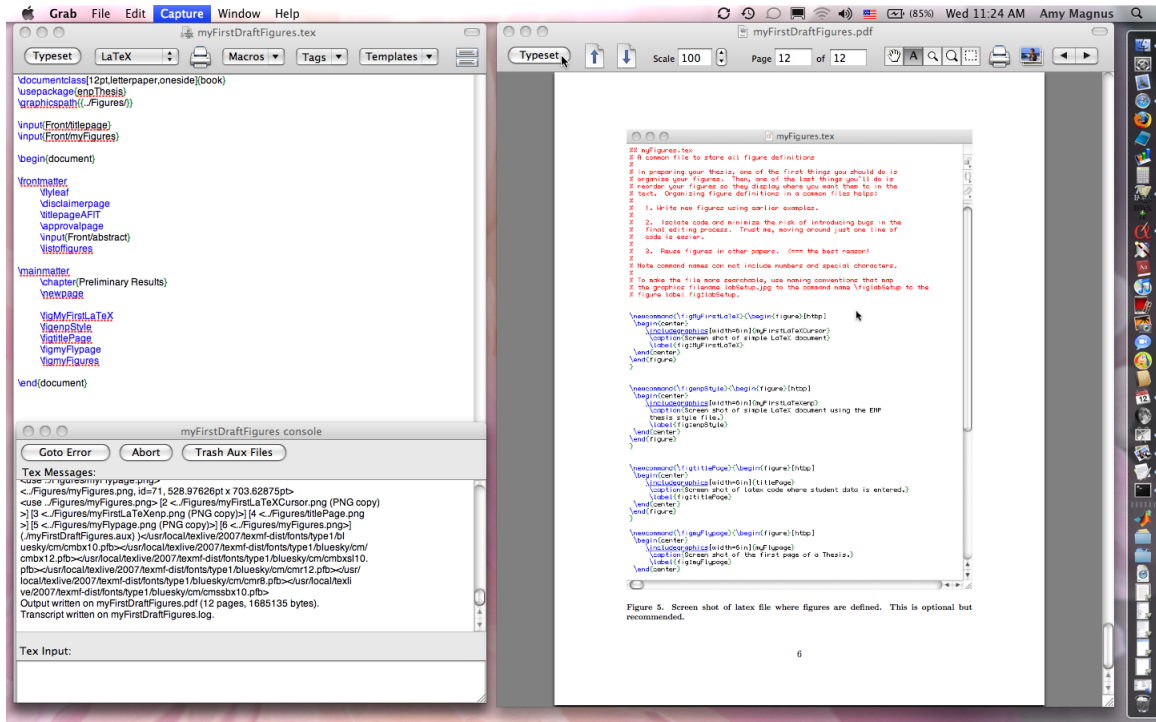 Grab File Edit Capture Window Help
(85%) Wed 11:24 AM Amy Magnus
myFirstDraftFigures.tex
Typeset LaTeX Macros Tags Templates
\documentclass[12pt,letterpaper,oneside]{book}
\usepackage{enpThesis}
\graphicspath{{../Figures/}}
\input{Front/titlepage}
\input{Front/myFigures}
\begin{document}
\frontmatter
\flyleaf
\disclaimerpage
\titlepageAFIT
\approvalpage
\input{Front/abstract}
\listoffigures
\mainmatter
\chapter{Preliminary Results}
\newpage
\figMyFirstLaTeX
\figenpStyle
\figtitlePage
\figmyFlypage
\figmyFigures
\end{document}
myFirstDraftFigures console
Goto Error Abort Trash Aux Files
Tex Messages:
<use ../Figures/myFlypage.png>
<../Figures/myFigures.png, id=71, 528.97626pt x 703.62875pt>
<use ../Figures/myFigures.png> [2 <../Figures/myFirstLaTeXCursor.png (PNG copy)
>] [3 <../Figures/myFirstLaTeXenp.png (PNG copy)>] [4 <../Figures/titlePage.png
>] [5 <../Figures/myFlypage.png (PNG copy)>] [6 <../Figures/myFigures.png>]
(./myFirstDraftFigures.aux) )</usr/local/texlive/2007/texmf-dist/fonts/type1/bl
uesky/cm/cmbx10.pfb></usr/local/texlive/2007/texmf-dist/fonts/type1/bluesky/cm/
cmbx12.pfb></usr/local/texlive/2007/texmf-dist/fonts/type1/bluesky/cm/cmbxsl10.
pfb></usr/local/texlive/2007/texmf-dist/fonts/type1/bluesky/cm/cmr12.pfb></usr/
local/texlive/2007/texmf-dist/fonts/type1/bluesky/cm/cmr8.pfb></usr/local/texli
ve/2007/texmf-dist/fonts/type1/bluesky/cm/cmssbx10.pfb>
Output written on myFirstDraftFigures.pdf (12 pages, 1685135 bytes).
Transcript written on myFirstDraftFigures.log.
Tex Input:
myFirstDraftFigures.pdf
Typeset Scale 100 Page 12 of 12
myFigures.tex
%% myFigures.tex
% A common file to store all figure definitions
%
% In preparing your thesis, one of the first things you should do is
% organize your figures. Then, one of the last things you'll do is
% reorder your figures so they display where you want them to in the
% text. Organizing figure definitions in a common files helps:
%
% 1. Write new figures using earlier examples.
%
% 2. Isolate code and minimize the risk of introducing bugs in the
% final editing process. Trust me, moving around just one line of
% code is easier.
%
% 3. Reuse figures in other papers. (=== the best reason!
%
% Note command names can not include numbers and special characters.
%
% To make the file more searchable, use naming conventions that map
% the graphics filename labSetup.jpg to the command name \figlabSetup to the
% figure label fig:labSetup.
\newcommand{\figMyFirstLaTeX}{\begin{figure}[htbp]
\begin{center}
\includegraphics[width=6in]{myFirstLaTeXCursor}
\caption{Screen shot of simple LaTeX document}
\label{fig:MyFirstLaTeX}
\end{center}
\end{figure}
}
\newcommand{\figenpStyle}{\begin{figure}[htbp]
\begin{center}
\includegraphics[width=6in]{myFirstLaTeXenp}
\caption{Screen shot of simple LaTeX document using the ENP
thesis style file.}
\label{fig:enpStyle}
\end{center}
\end{figure}
}
\newcommand{\figtitlePage}{\begin{figure}[htbp]
\begin{center}
\includegraphics[width=6in]{titlePage}
\caption{Screen shot of latex code where student data is entered.}
\label{fig:titlePage}
\end{center}
\end{figure}
}
\newcommand{\figmyFlypage}{\begin{figure}[htbp]
\begin{center}
\includegraphics[width=6in]{myFlypage}
\caption{Screen shot of the first page of a Thesis.}
\label{fig:myFlypage}
\end{center}
Figure 5. Screen shot of latex file where figures are defined. This is optional but
recommended.
6